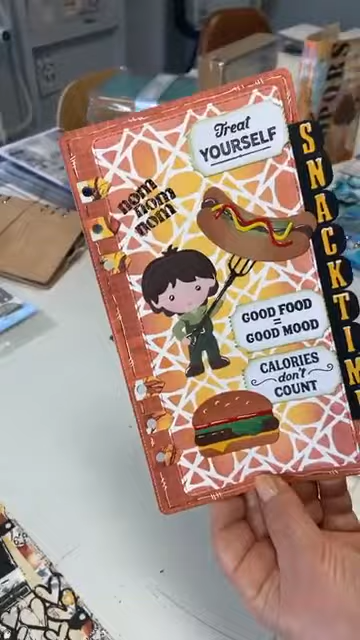 Treat
YOURSELF
nom
nom
nom
SNACKTIM
GOOD FOOD
=
GOOD MOOD
CALORIES
don't
COUNT